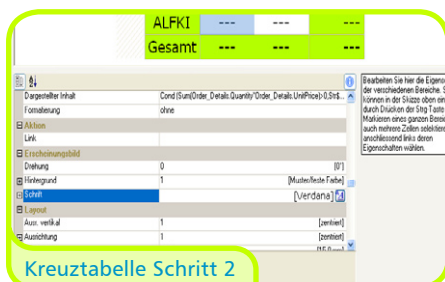 ALFKI --- --- ---
Gesamt --- --- ---
Dargestellter Inhalt Cond (Sum(Order_Details.Quantity*Order_Details.UnitPrice)>0,Str$...
Formatierung ohne
Aktion
Link
Erscheinungsbild
Drehung 0 [0°]
Hintergrund 1 [Muster/feste Farbe]
Schrift [Verdana]
Layout
Ausr. vertikal 1 [zentriert]
Ausrichtung 1 [zentriert]
Bearbeiten Sie hier die Eigensc
der verschiedenen Bereiche. S
können in der Skizze oben ein
durch Drücken der Strg Taste
Markieren eines ganzen Bereic
auch mehrere Zellen selektiere
anschliessend links deren
Eigenschaften wählen.
Kreuztabelle Schritt 2